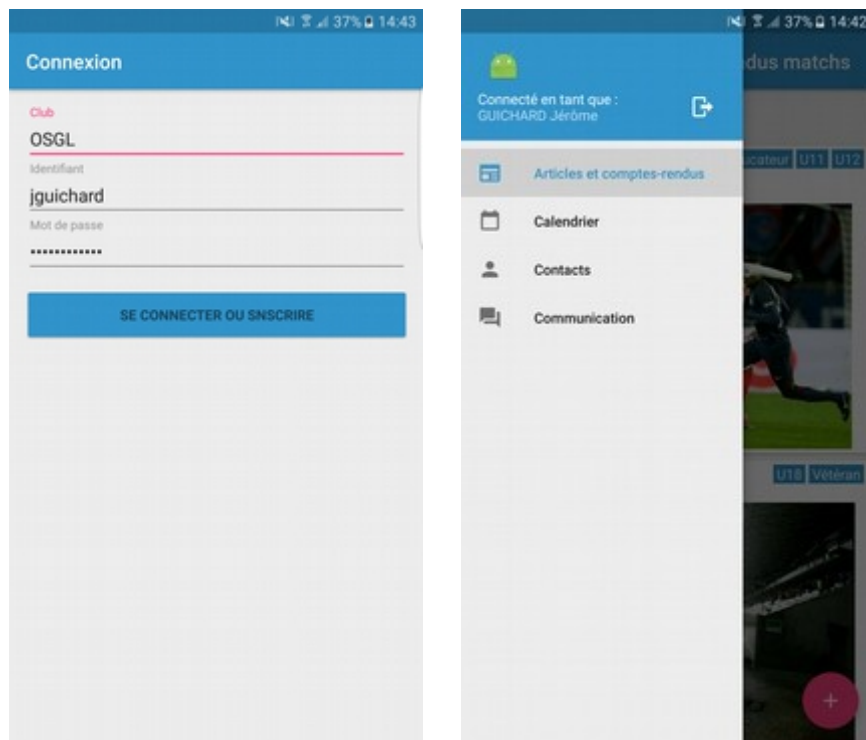 37% 14:43
Connexion
Club
OSGL
Identifiant
jguichard
Mot de passe
••••••••••••
SE CONNECTER OU SNSCRIRE
37% 14:42
dus matchs
Connecté en tant que :
GUICHARD Jérôme
ucateur U11 U12
Articles et comptes-rendus
Calendrier
Contacts
Communication
U18 Vétéran
+